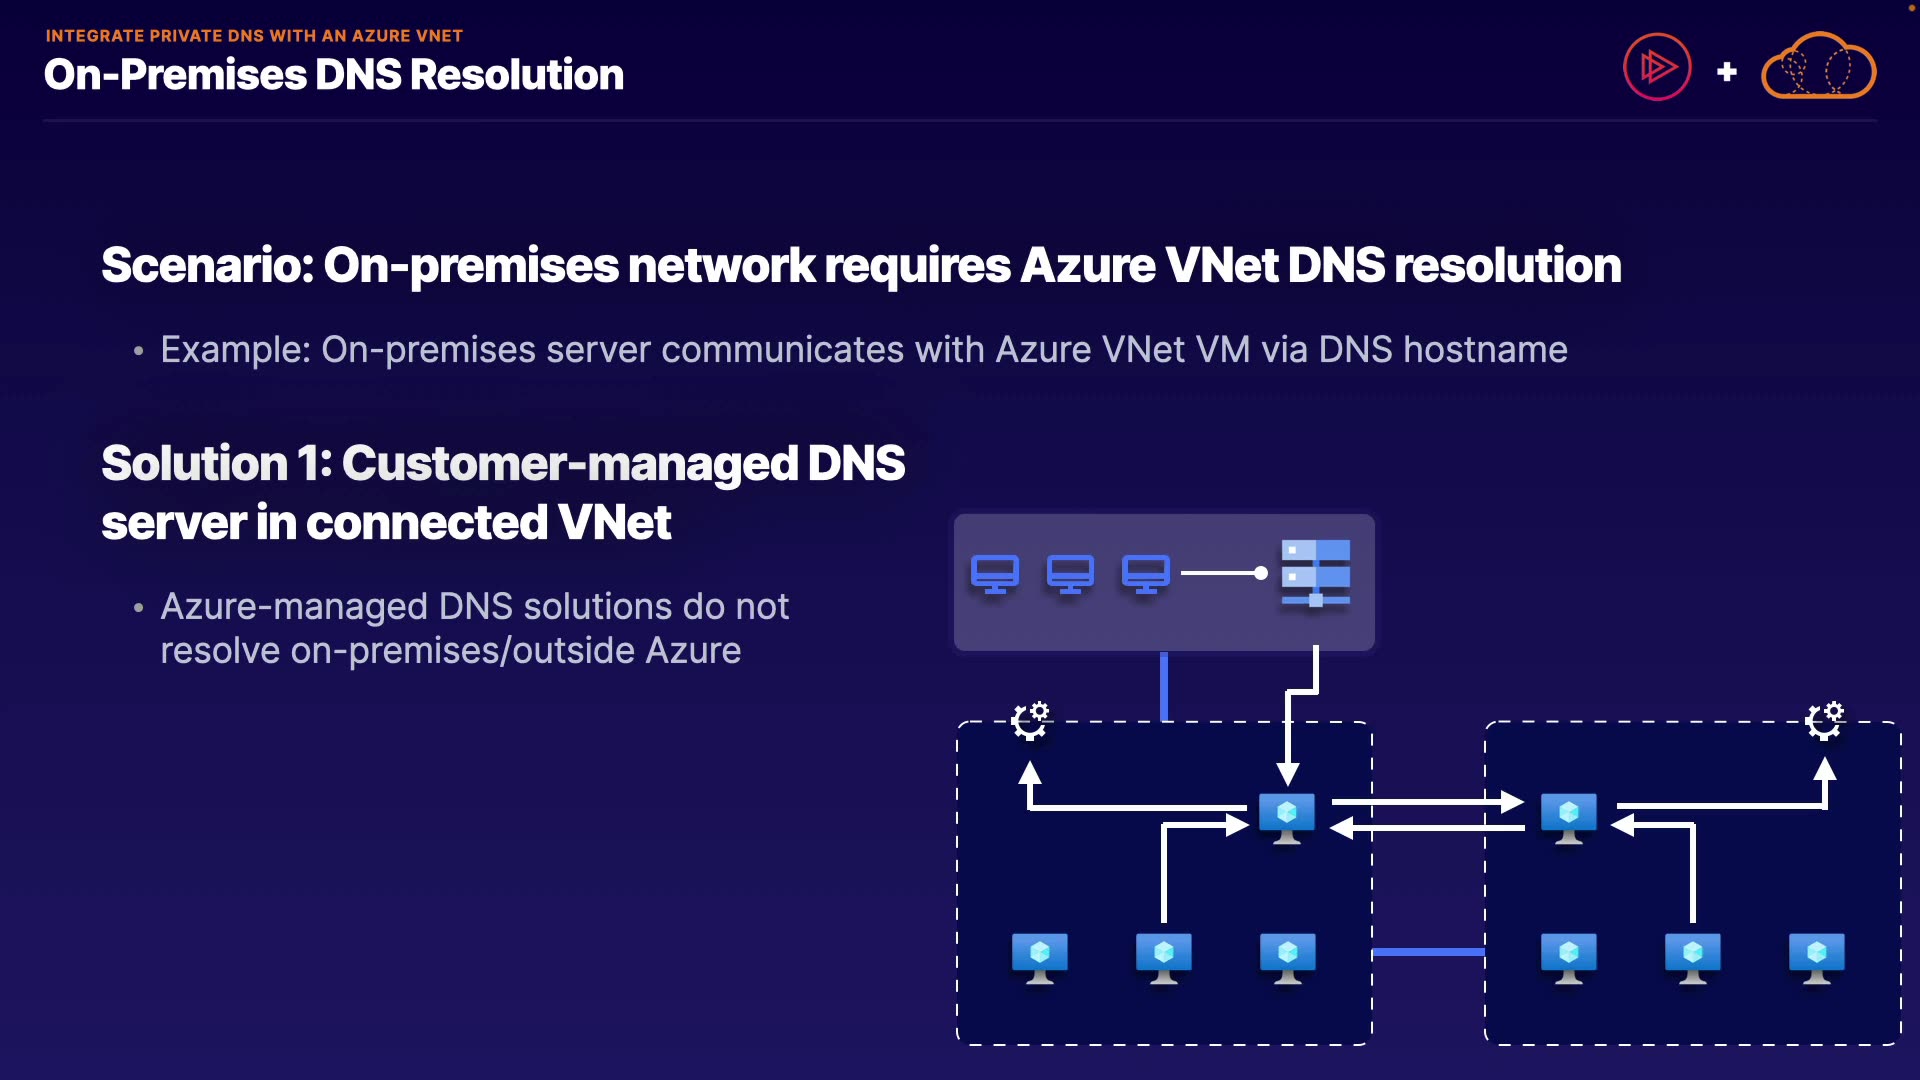 INTEGRATE PRIVATE DNS WITH AN AZURE VNET
On-Premises DNS Resolution
Scenario: On-premises network requires Azure VNet DNS resolution
• Example: On-premises server communicates with Azure VNet VM via DNS hostname
Solution 1: Customer-managed DNS
server in connected VNet
• Azure-managed DNS solutions do not
resolve on-premises/outside Azure